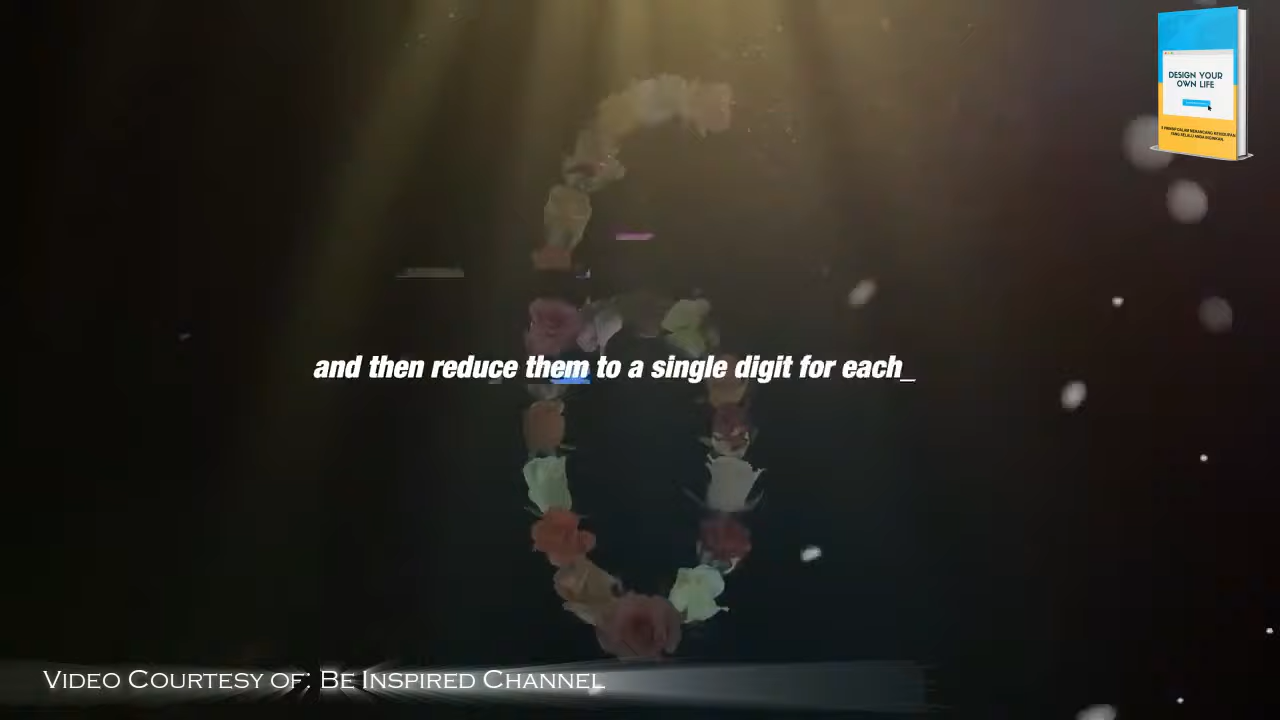 DESIGN YOUR
OWN LIFE
and then reduce them to a single digit for each_
VIDEO COURTESY OF: BE INSPIRED CHANNEL